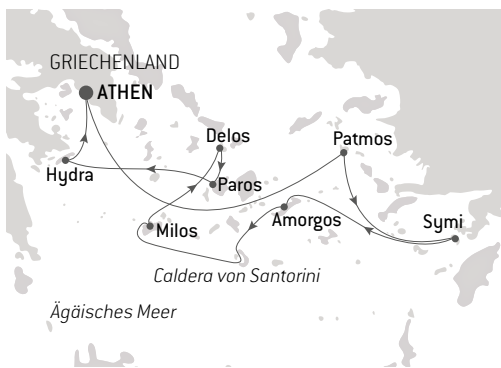 GRIECHENLAND
ATHEN
Delos
Patmos
Hydra
Paros
Amorgos
Symi
Milos
Caldera von Santorini
Ägäisches Meer